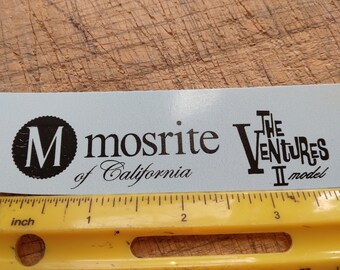 M mosrite
of California
THE
VENTURES
II model
inch 1 2 3